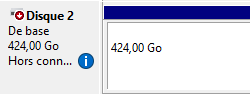 Disque 2
De base
424,00 Go
Hors conn...
424,00 Go